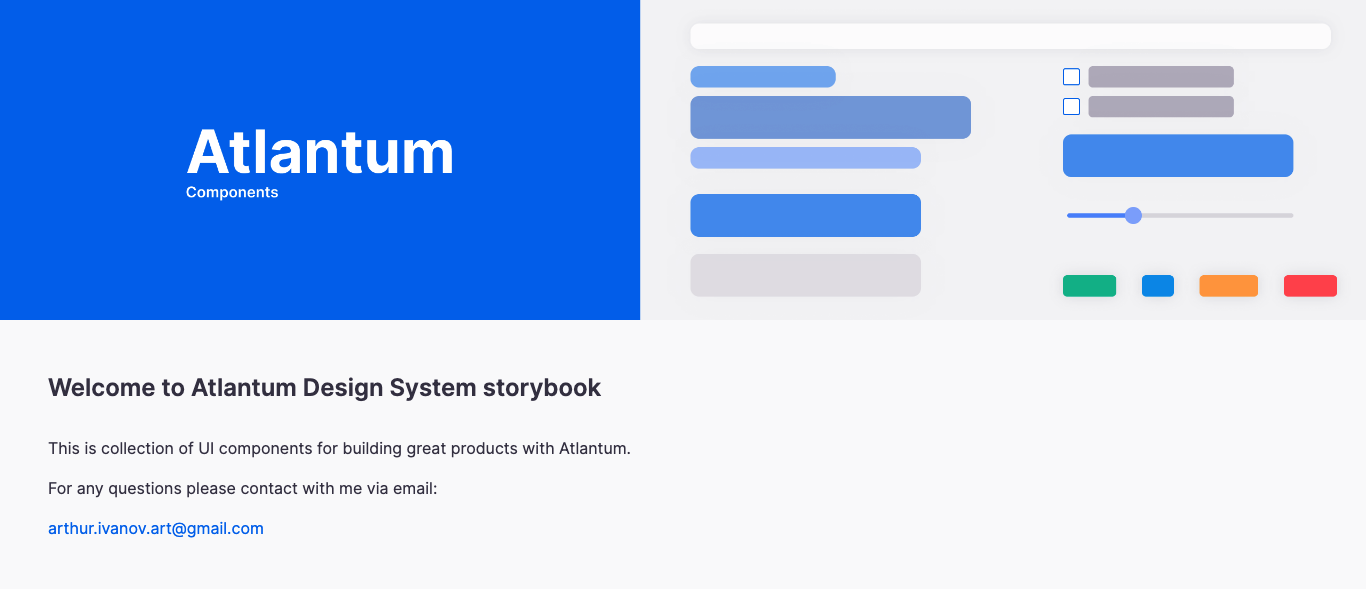 Atlantum
Components
Welcome to Atlantum Design System storybook
This is collection of UI components for building great products with Atlantum.
For any questions please contact with me via email:
arthur.ivanov.art@gmail.com